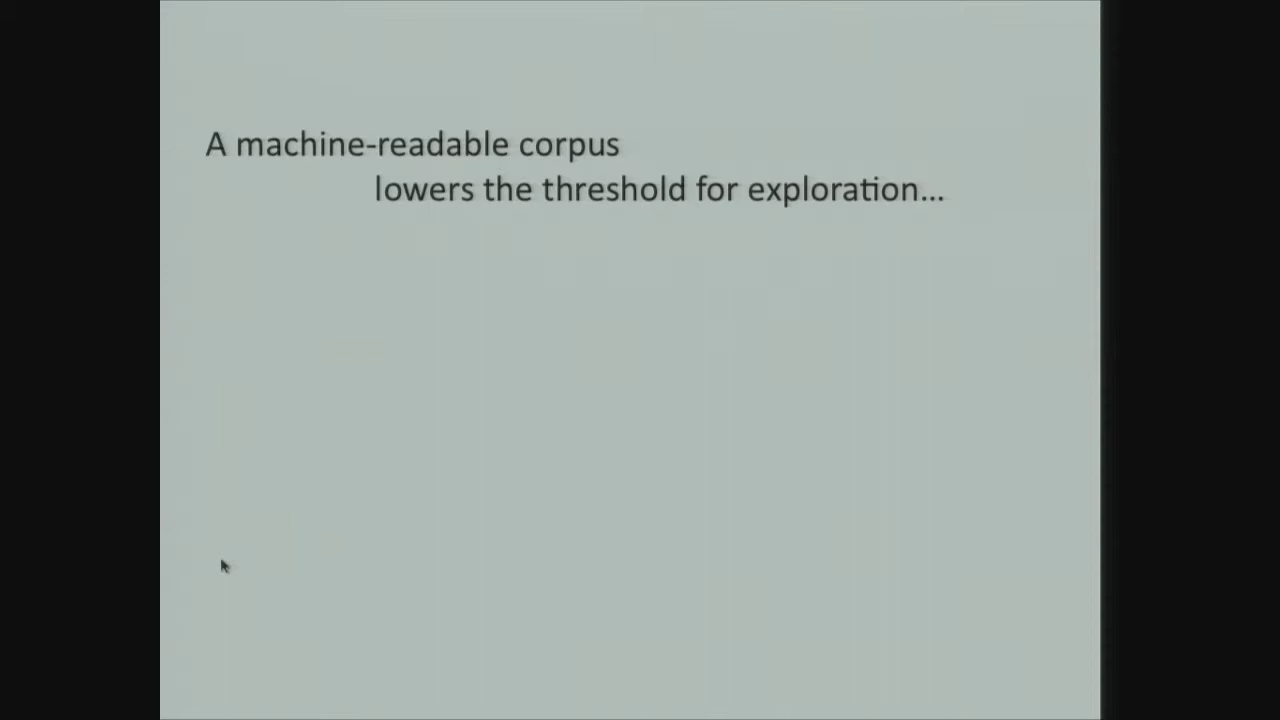 A machine-readable corpus
lowers the threshold for exploration...